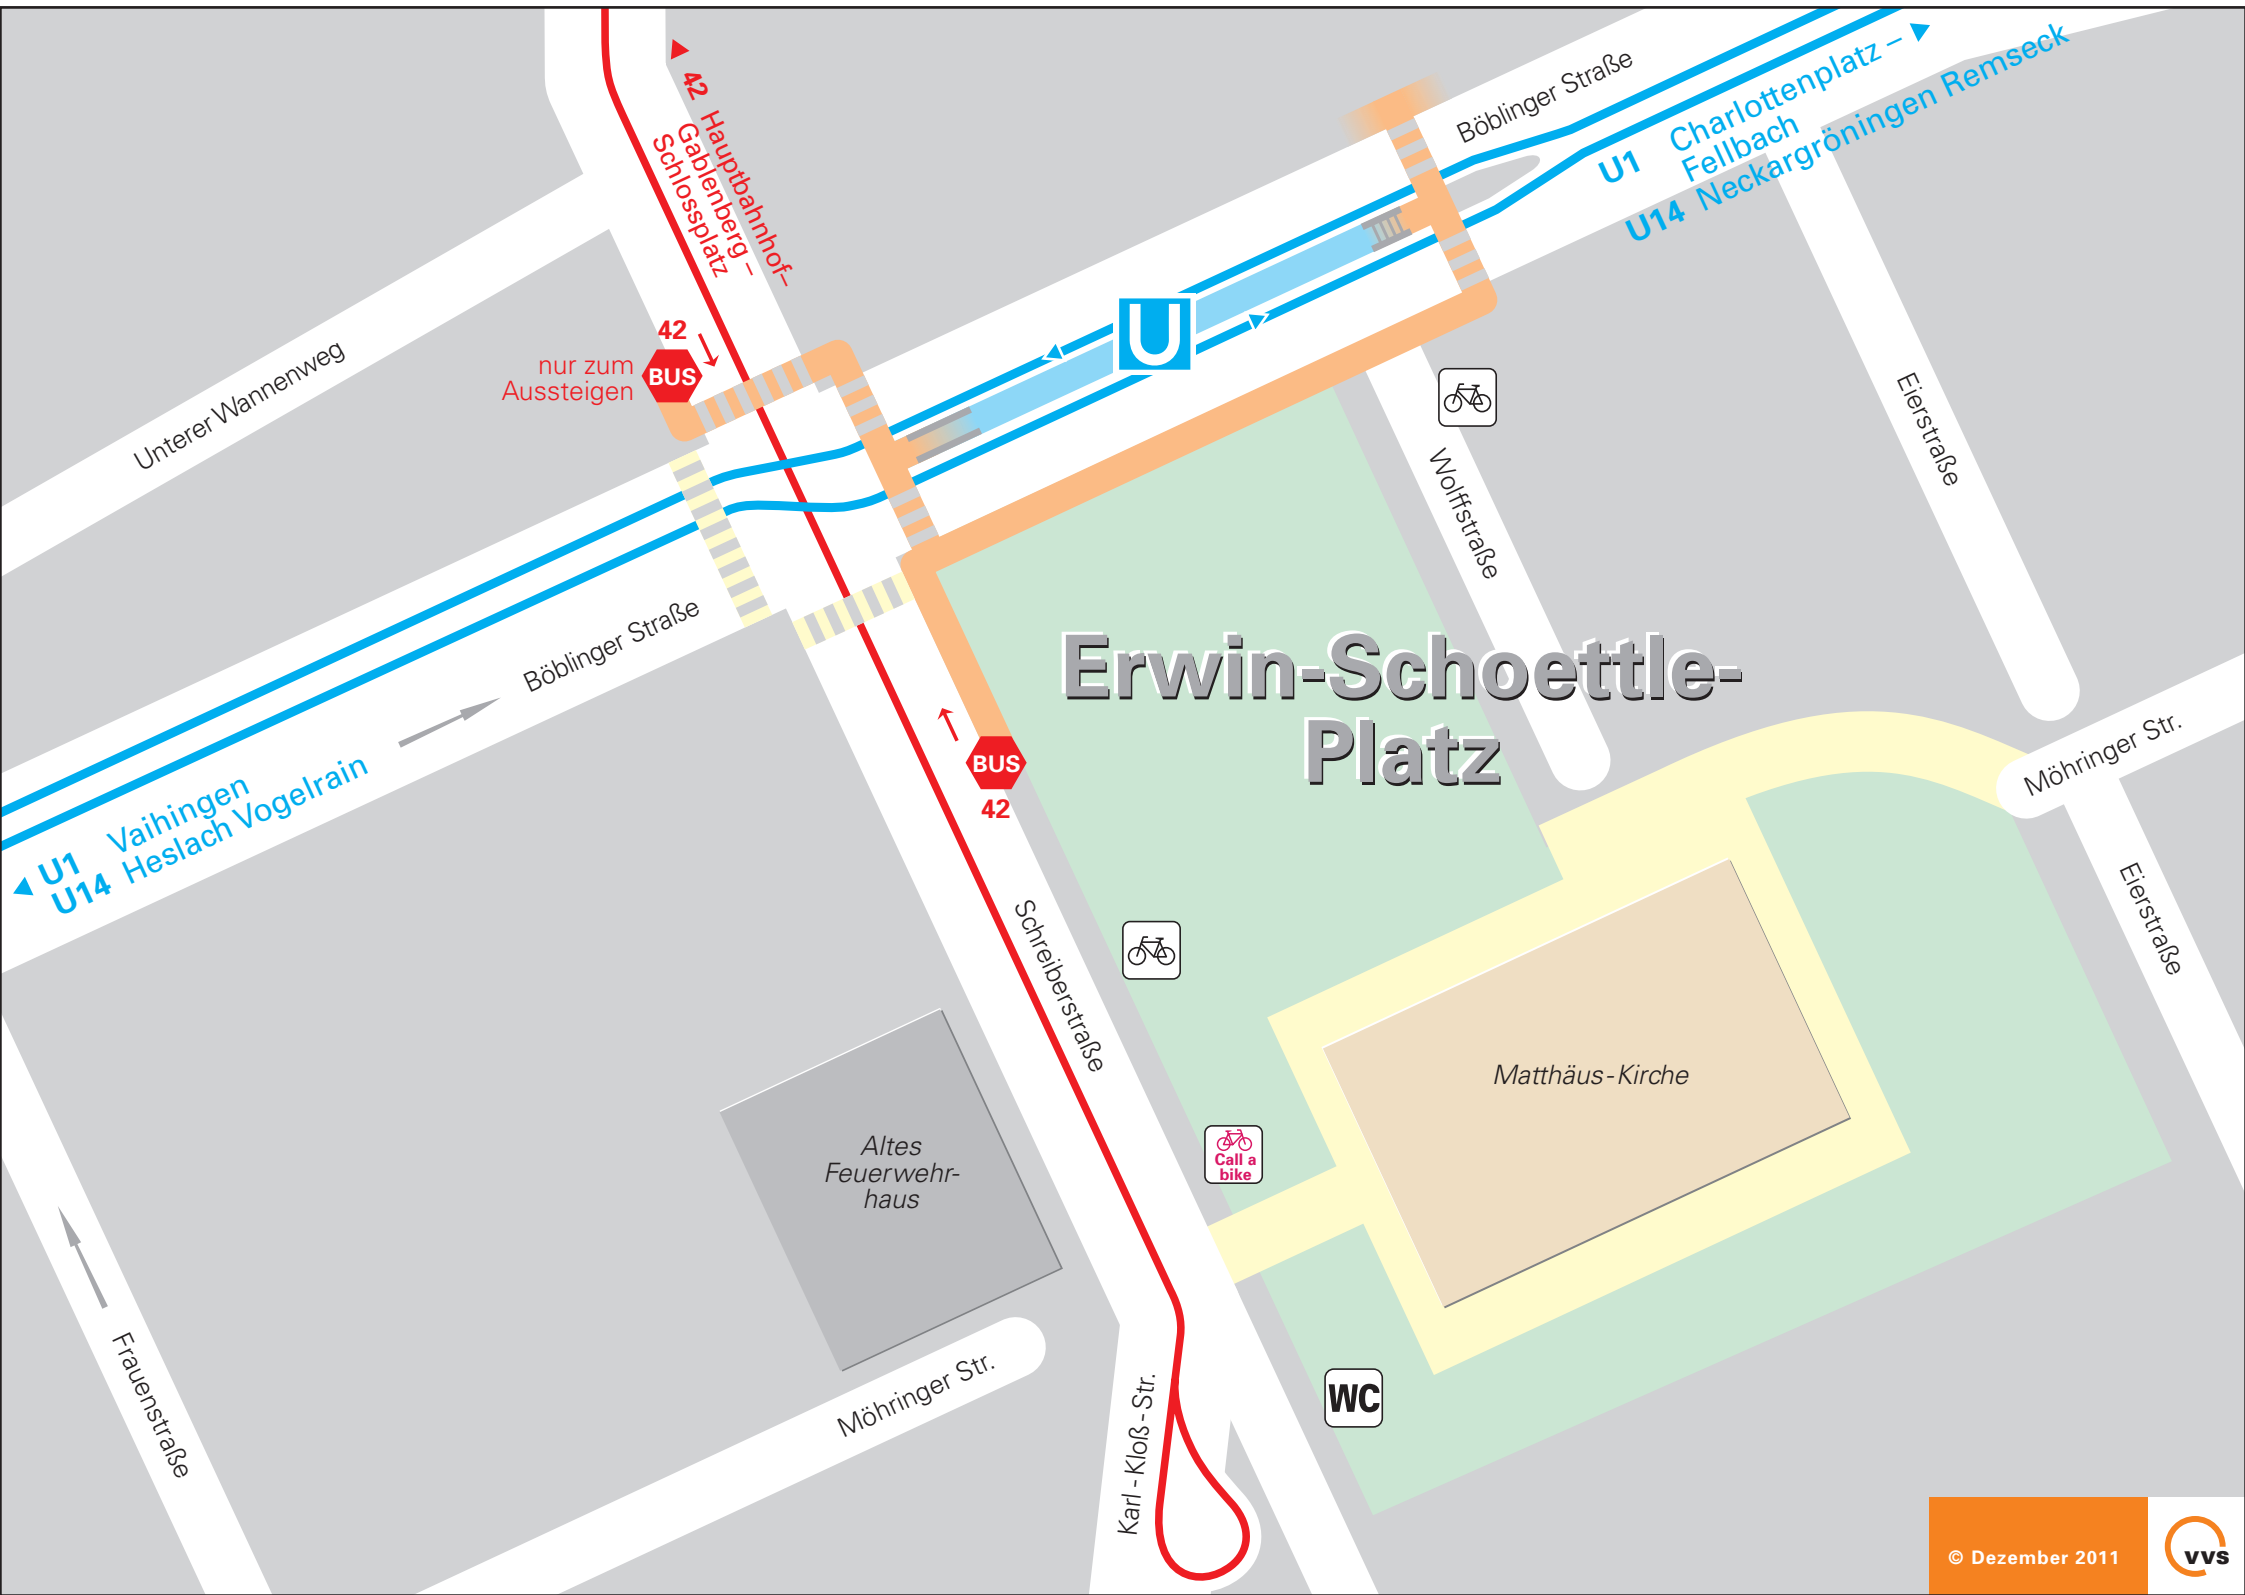 42 Hauptbahnhof–
Gablenberg –
Schlossplatz
Böblinger Straße
U1 Charlottenplatz –
Fellbach
U14 Neckargröningen Remseck
42
nur zum
Aussteigen
BUS
U
Unterer Wannenweg
Eierstraße
Wolffstraße
Böblinger Straße
Erwin-Schoettle-
Platz
BUS
42
Möhringer Str.
U1 Vaihingen
U14 Heslach Vogelrain
Eierstraße
Schreiberstraße
Matthäus-Kirche
Altes
Feuerwehr-
haus
Call a
bike
Frauenstraße
Möhringer Str.
Karl-Kloß-Str.
WC
© Dezember 2011
vvs